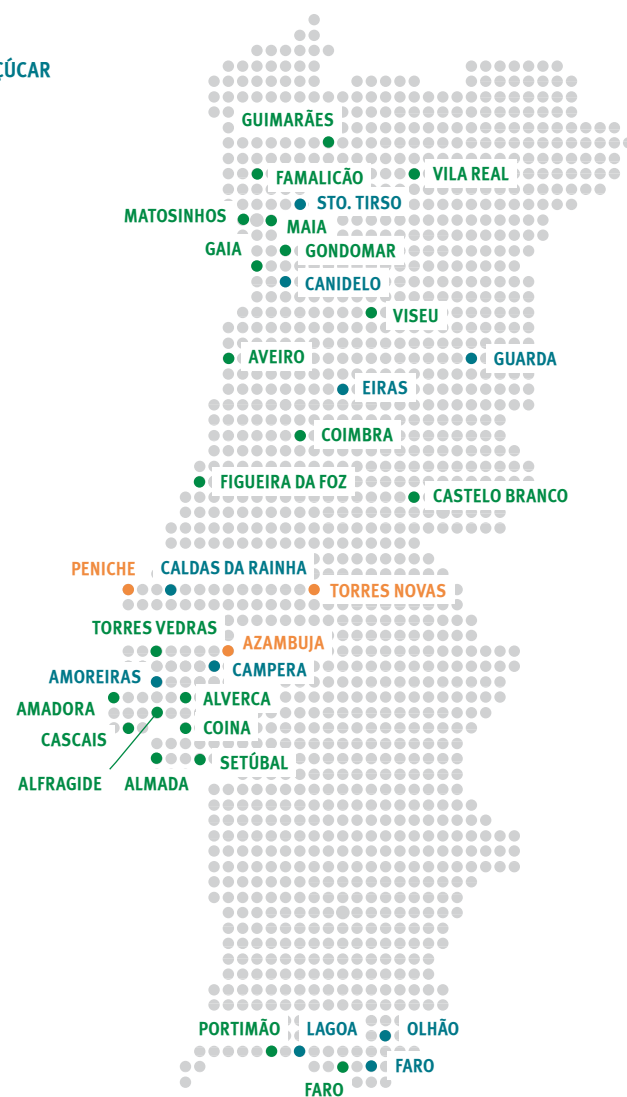 ÇÚCAR
GUIMARÃES
FAMALICÃO
VILA REAL
STO. TIRSO
MATOSINHOS
MAIA
GAIA
GONDOMAR
CANIDELO
VISEU
AVEIRO
GUARDA
EIRAS
COIMBRA
FIGUEIRA DA FOZ
CASTELO BRANCO
PENICHE
CALDAS DA RAINHA
TORRES NOVAS
TORRES VEDRAS
AZAMBUJA
AMOREIRAS
CAMPERA
AMADORA
ALVERCA
CASCAIS
COINA
SETÚBAL
ALFRAGIDE
ALMADA
PORTIMÃO
LAGOA
OLHÃO
FARO
FARO